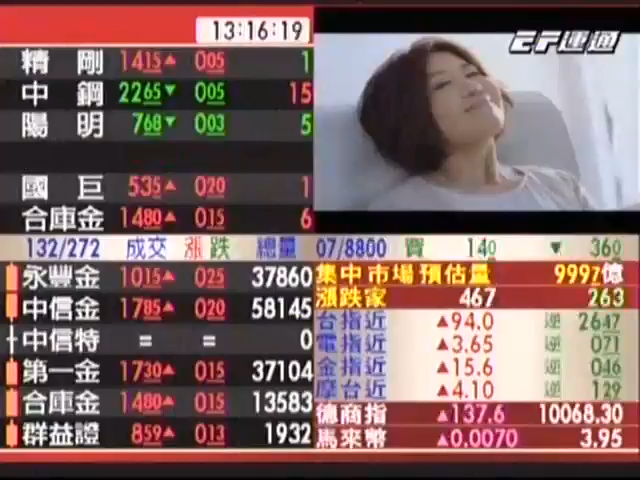 13:16:19
EF運通
精剛 1415▲ 005 1
中鋼 2265▼ 005 15
陽明 768▼ 003 5
國巨 535▲ 020 1
合庫金 1480▲ 015 6
132/272 成交 漲跌 總量
永豐金 1015▲ 025 37860
中信金 1785▲ 020 58145
中信特 = = 0
第一金 1730▲ 015 37104
合庫金 1480▲ 015 13583
群益證 859▲ 013 1932
07/8800 賣 140 ▼ 360
集中市場預估量 9997億
漲跌家 467 263
台指近 ▲94.0 逆 2647
電指近 ▲3.65 逆 071
金指近 ▲15.6 逆 046
摩台近 ▲4.10 逆 129
德商指 ▲137.6 10068.30
馬來幣 ▲0.0070 3.95